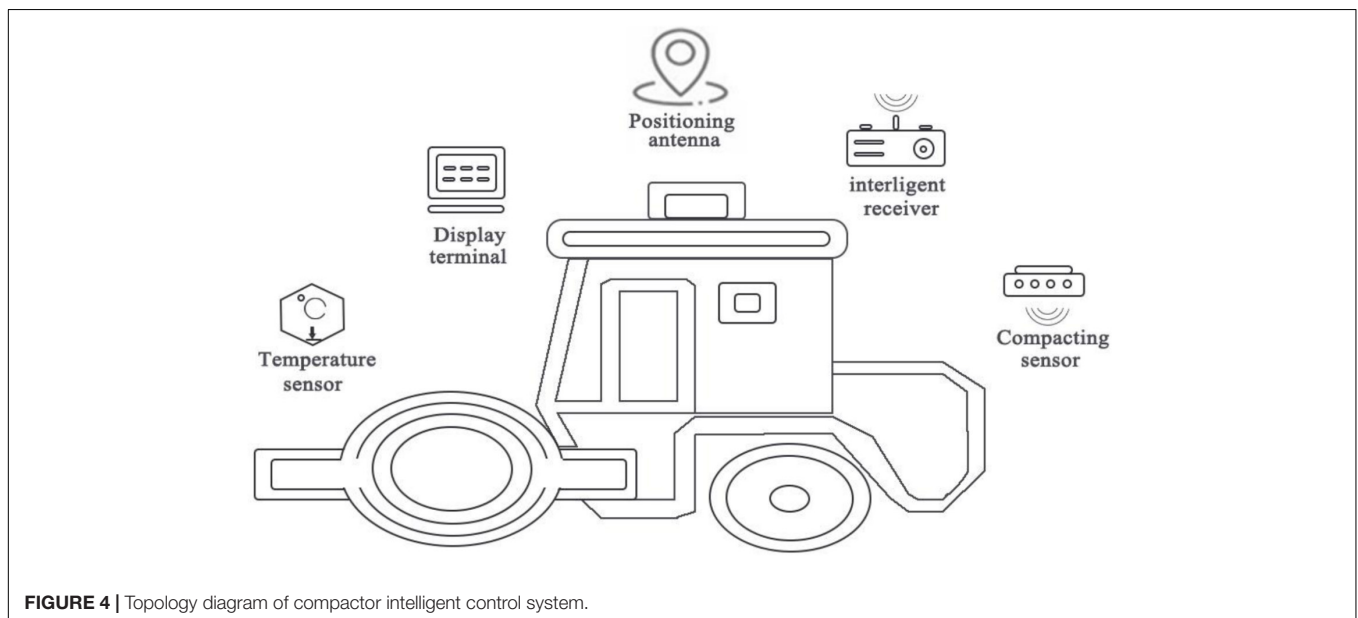 Positioning
antenna
interligent
receiver
Display
terminal
Temperature
sensor
Compacting
sensor
FIGURE 4 | Topology diagram of compactor intelligent control system.